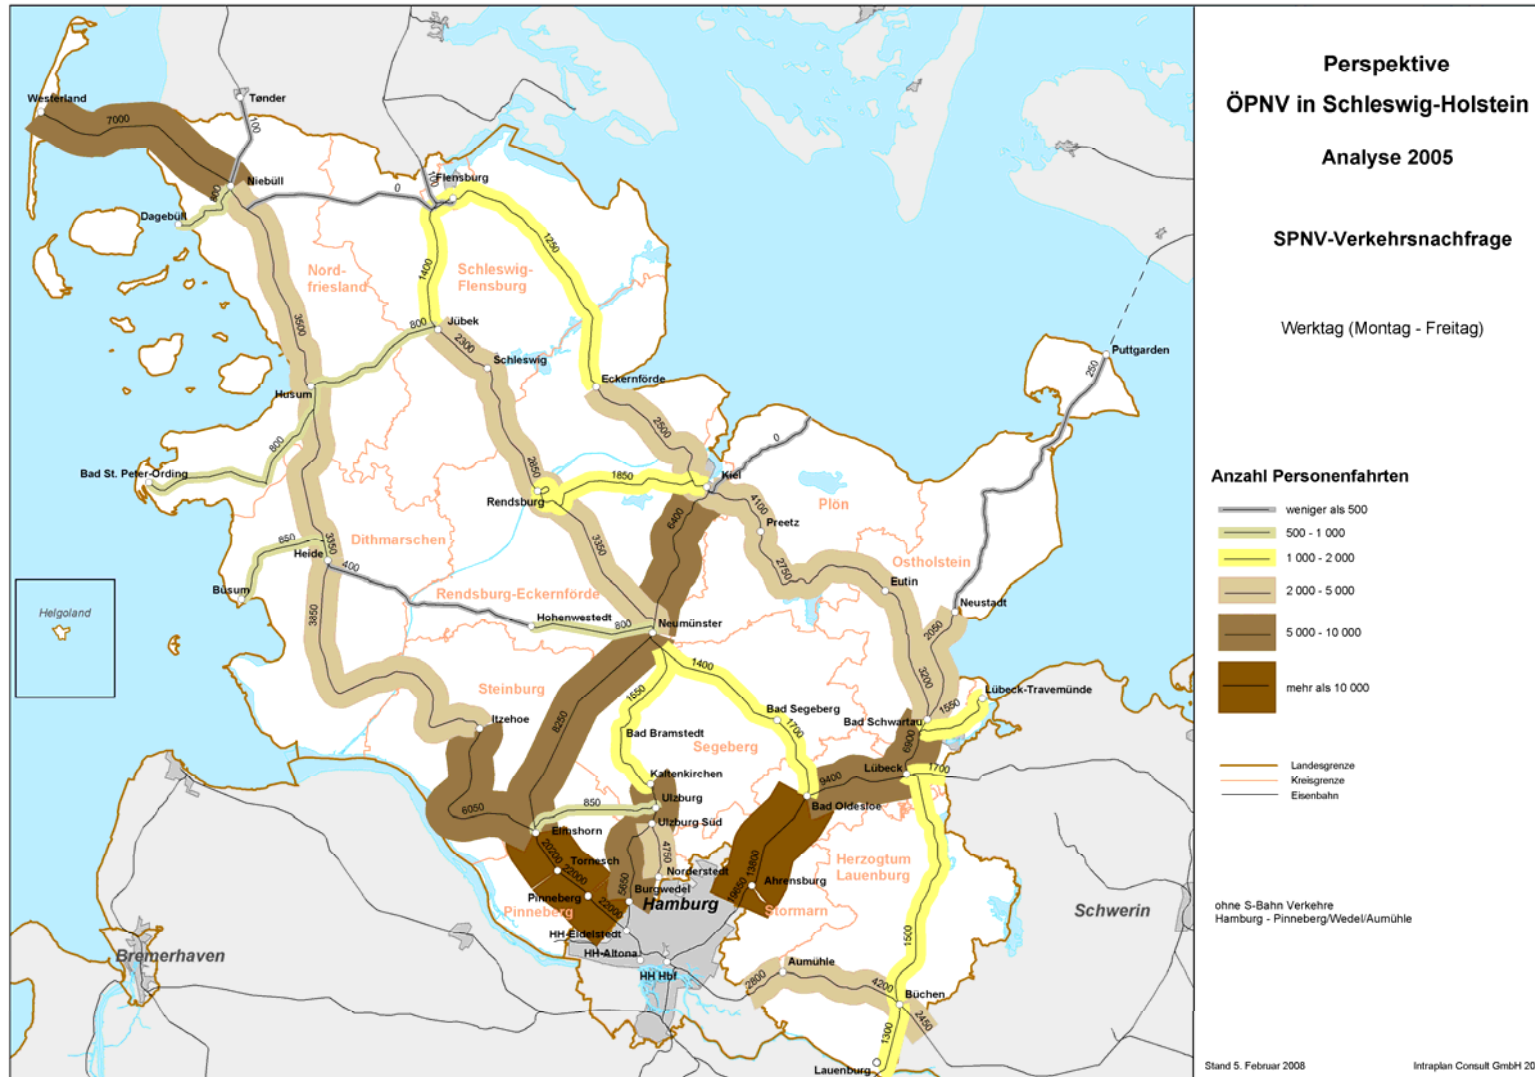 Perspektive
ÖPNV in Schleswig-Holstein
Analyse 2005
SPNV-Verkehrsnachfrage
Werktag (Montag - Freitag)
Anzahl Personenfahrten
weniger als 500
500 - 1 000
1 000 - 2 000
2 000 - 5 000
5 000 - 10 000
mehr als 10 000
Landesgrenze
Kreisgrenze
Eisenbahn
ohne S-Bahn Verkehre
Hamburg - Pinneberg/Wedel/Aumühle
Stand 5. Februar 2008
Intraplan Consult GmbH 20
Westerland
7000
Tønder
100
Niebüll
800
Dagebüll
0
100
Flensburg
1250
1400
Nord-
friesland
Schleswig-
Flensburg
3500
800
Jübek
2300
Schleswig
Husum
Eckernförde
2500
Puttgarden
250
800
Bad St. Peter-Ording
2850
1850
Rendsburg
Kiel
0
6400
4100
Plön
Preetz
2750
850
Heide
3350
Dithmarschen
3350
Ostholstein
Eutin
400
Büsum
Rendsburg-Eckernförde
Neustadt
Helgoland
3850
Hohenwestedt
800
Neumünster
2050
1400
3200
Steinburg
1550
Lübeck-Travemünde
Itzehoe
8250
Bad Segeberg
Bad Schwartau
1550
Bad Bramstedt
1700
Segeberg
6900
Kaltenkirchen
Lübeck
1700
9400
Ulzburg
6050
850
Bad Oldesloe
Ulzburg Süd
Elmshorn
20200
4750
13800
Herzogtum
Lauenburg
Tornesch
22000
Norderstedt
Ahrensburg
Pinneberg
5650
Burgwedel
19650
Hamburg
Pinneberg
22000
Stormarn
Schwerin
HH-Eidelstedt
1500
Bremerhaven
HH-Altona
HH Hbf
Aumühle
2800
4200
Büchen
2450
1300
Lauenburg